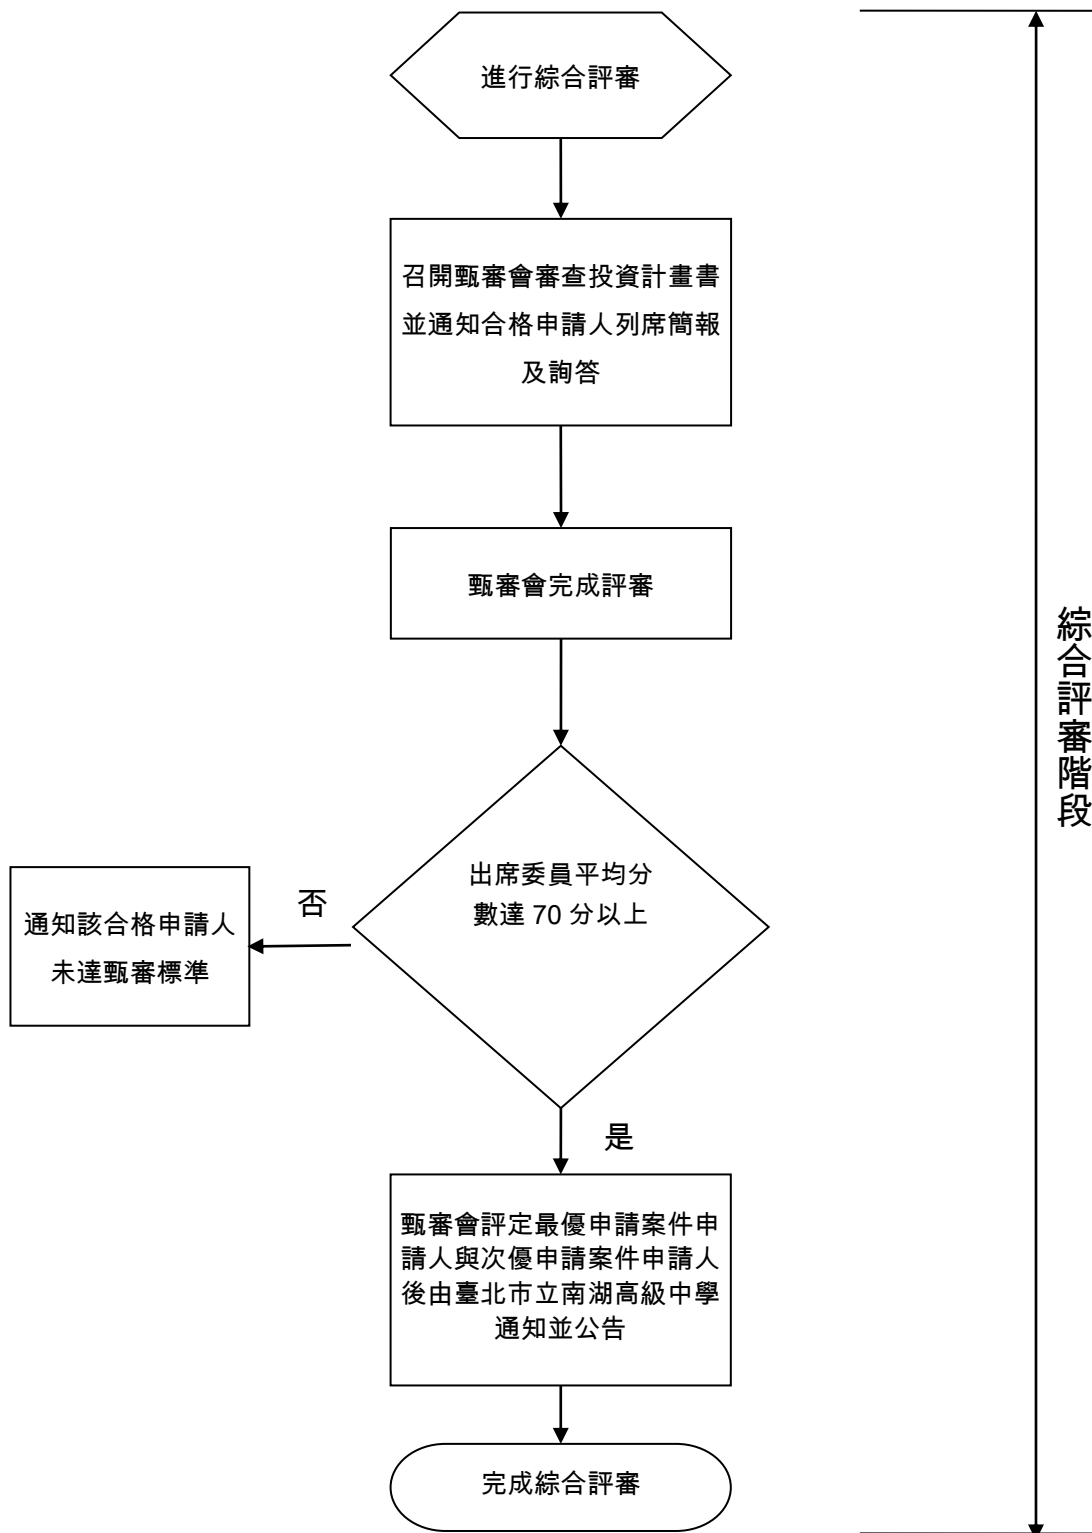 進行綜合評審
召開甄審會審查投資計畫書
並通知合格申請人列席簡報
及詢答
甄審會完成評審
出席委員平均分
數達 70 分以上
否
通知該合格申請人
未達甄審標準
是
甄審會評定最優申請案件申
請人與次優申請案件申請人
後由臺北市立南湖高級中學
通知並公告
完成綜合評審
綜合評審階段